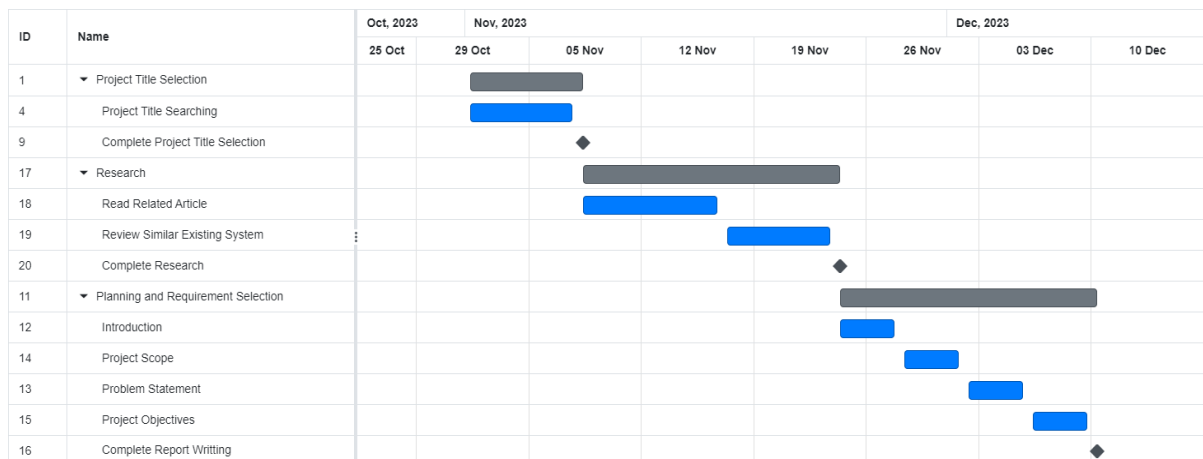 ID Name Oct, 2023 Nov, 2023 Dec, 2023
25 Oct 29 Oct 05 Nov 12 Nov 19 Nov 26 Nov 03 Dec 10 Dec
1 Project Title Selection
4 Project Title Searching
9 Complete Project Title Selection
17 Research
18 Read Related Article
19 Review Similar Existing System
20 Complete Research
11 Planning and Requirement Selection
12 Introduction
14 Project Scope
13 Problem Statement
15 Project Objectives
16 Complete Report Writting